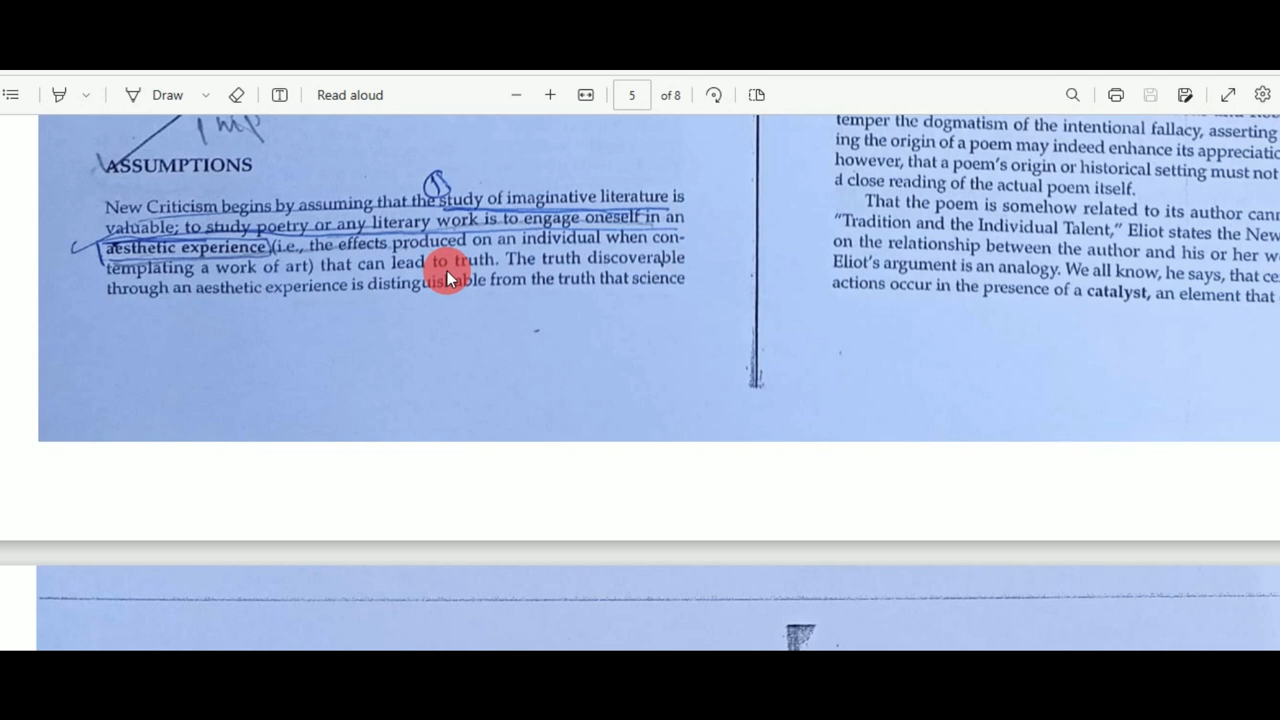 Draw
Read aloud
5
of 8
Imp
ASSUMPTIONS
1
New Criticism begins by assuming that the study of imaginative literature is
valuable; to study poetry or any literary work is to engage oneself in an
aesthetic experience (i.e., the effects produced on an individual when con-
templating a work of art) that can lead to truth. The truth discoverable
through an aesthetic experience is distinguishable from the truth that science
temper the dogmatism of the intentional fallacy, asserting
ing the origin of a poem may indeed enhance its appreciatio
however, that a poem's origin or historical setting must not
a close reading of the actual poem itself.
That the poem is somehow related to its author cann
"Tradition and the Individual Talent," Eliot states the New
on the relationship between the author and his or her w
Eliot's argument is an analogy. We all know, he says, that ce
actions occur in the presence of a catalyst, an element that